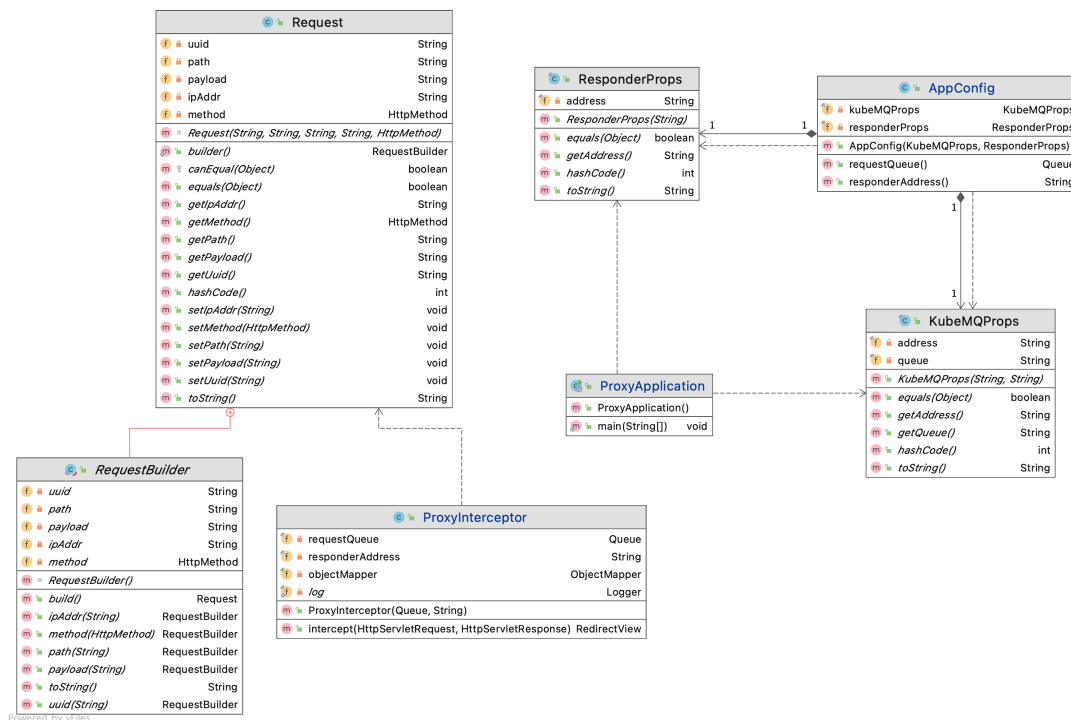 Request
uuid String
path String
payload String
ipAddr String
method HttpMethod
Request(String, String, String, String, HttpMethod)
builder() RequestBuilder
canEqual(Object) boolean
equals(Object) boolean
getIpAddr() String
getMethod() HttpMethod
getPath() String
getPayload() String
getUuid() String
hashCode() int
setIpAddr(String) void
setMethod(HttpMethod) void
setPath(String) void
setPayload(String) void
setUuid(String) void
toString() String
ResponderProps
address String
ResponderProps(String)
equals(Object) boolean
getAddress() String
hashCode() int
toString() String
1 1
AppConfig
kubeMQProps KubeMQProps
responderProps ResponderProps
AppConfig(KubeMQProps, ResponderProps)
requestQueue() Queue
responderAddress() String
1
1
KubeMQProps
address String
queue String
KubeMQProps(String, String)
equals(Object) boolean
getAddress() String
getQueue() String
hashCode() int
toString() String
ProxyApplication
ProxyApplication()
main(String[]) void
RequestBuilder
uuid String
path String
payload String
ipAddr String
method HttpMethod
RequestBuilder()
build() Request
ipAddr(String) RequestBuilder
method(HttpMethod) RequestBuilder
path(String) RequestBuilder
payload(String) RequestBuilder
toString() String
uuid(String) RequestBuilder
ProxyInterceptor
requestQueue Queue
responderAddress String
objectMapper ObjectMapper
log Logger
ProxyInterceptor(Queue, String)
intercept(HttpServletRequest, HttpServletResponse) RedirectView
Powered by yFiles